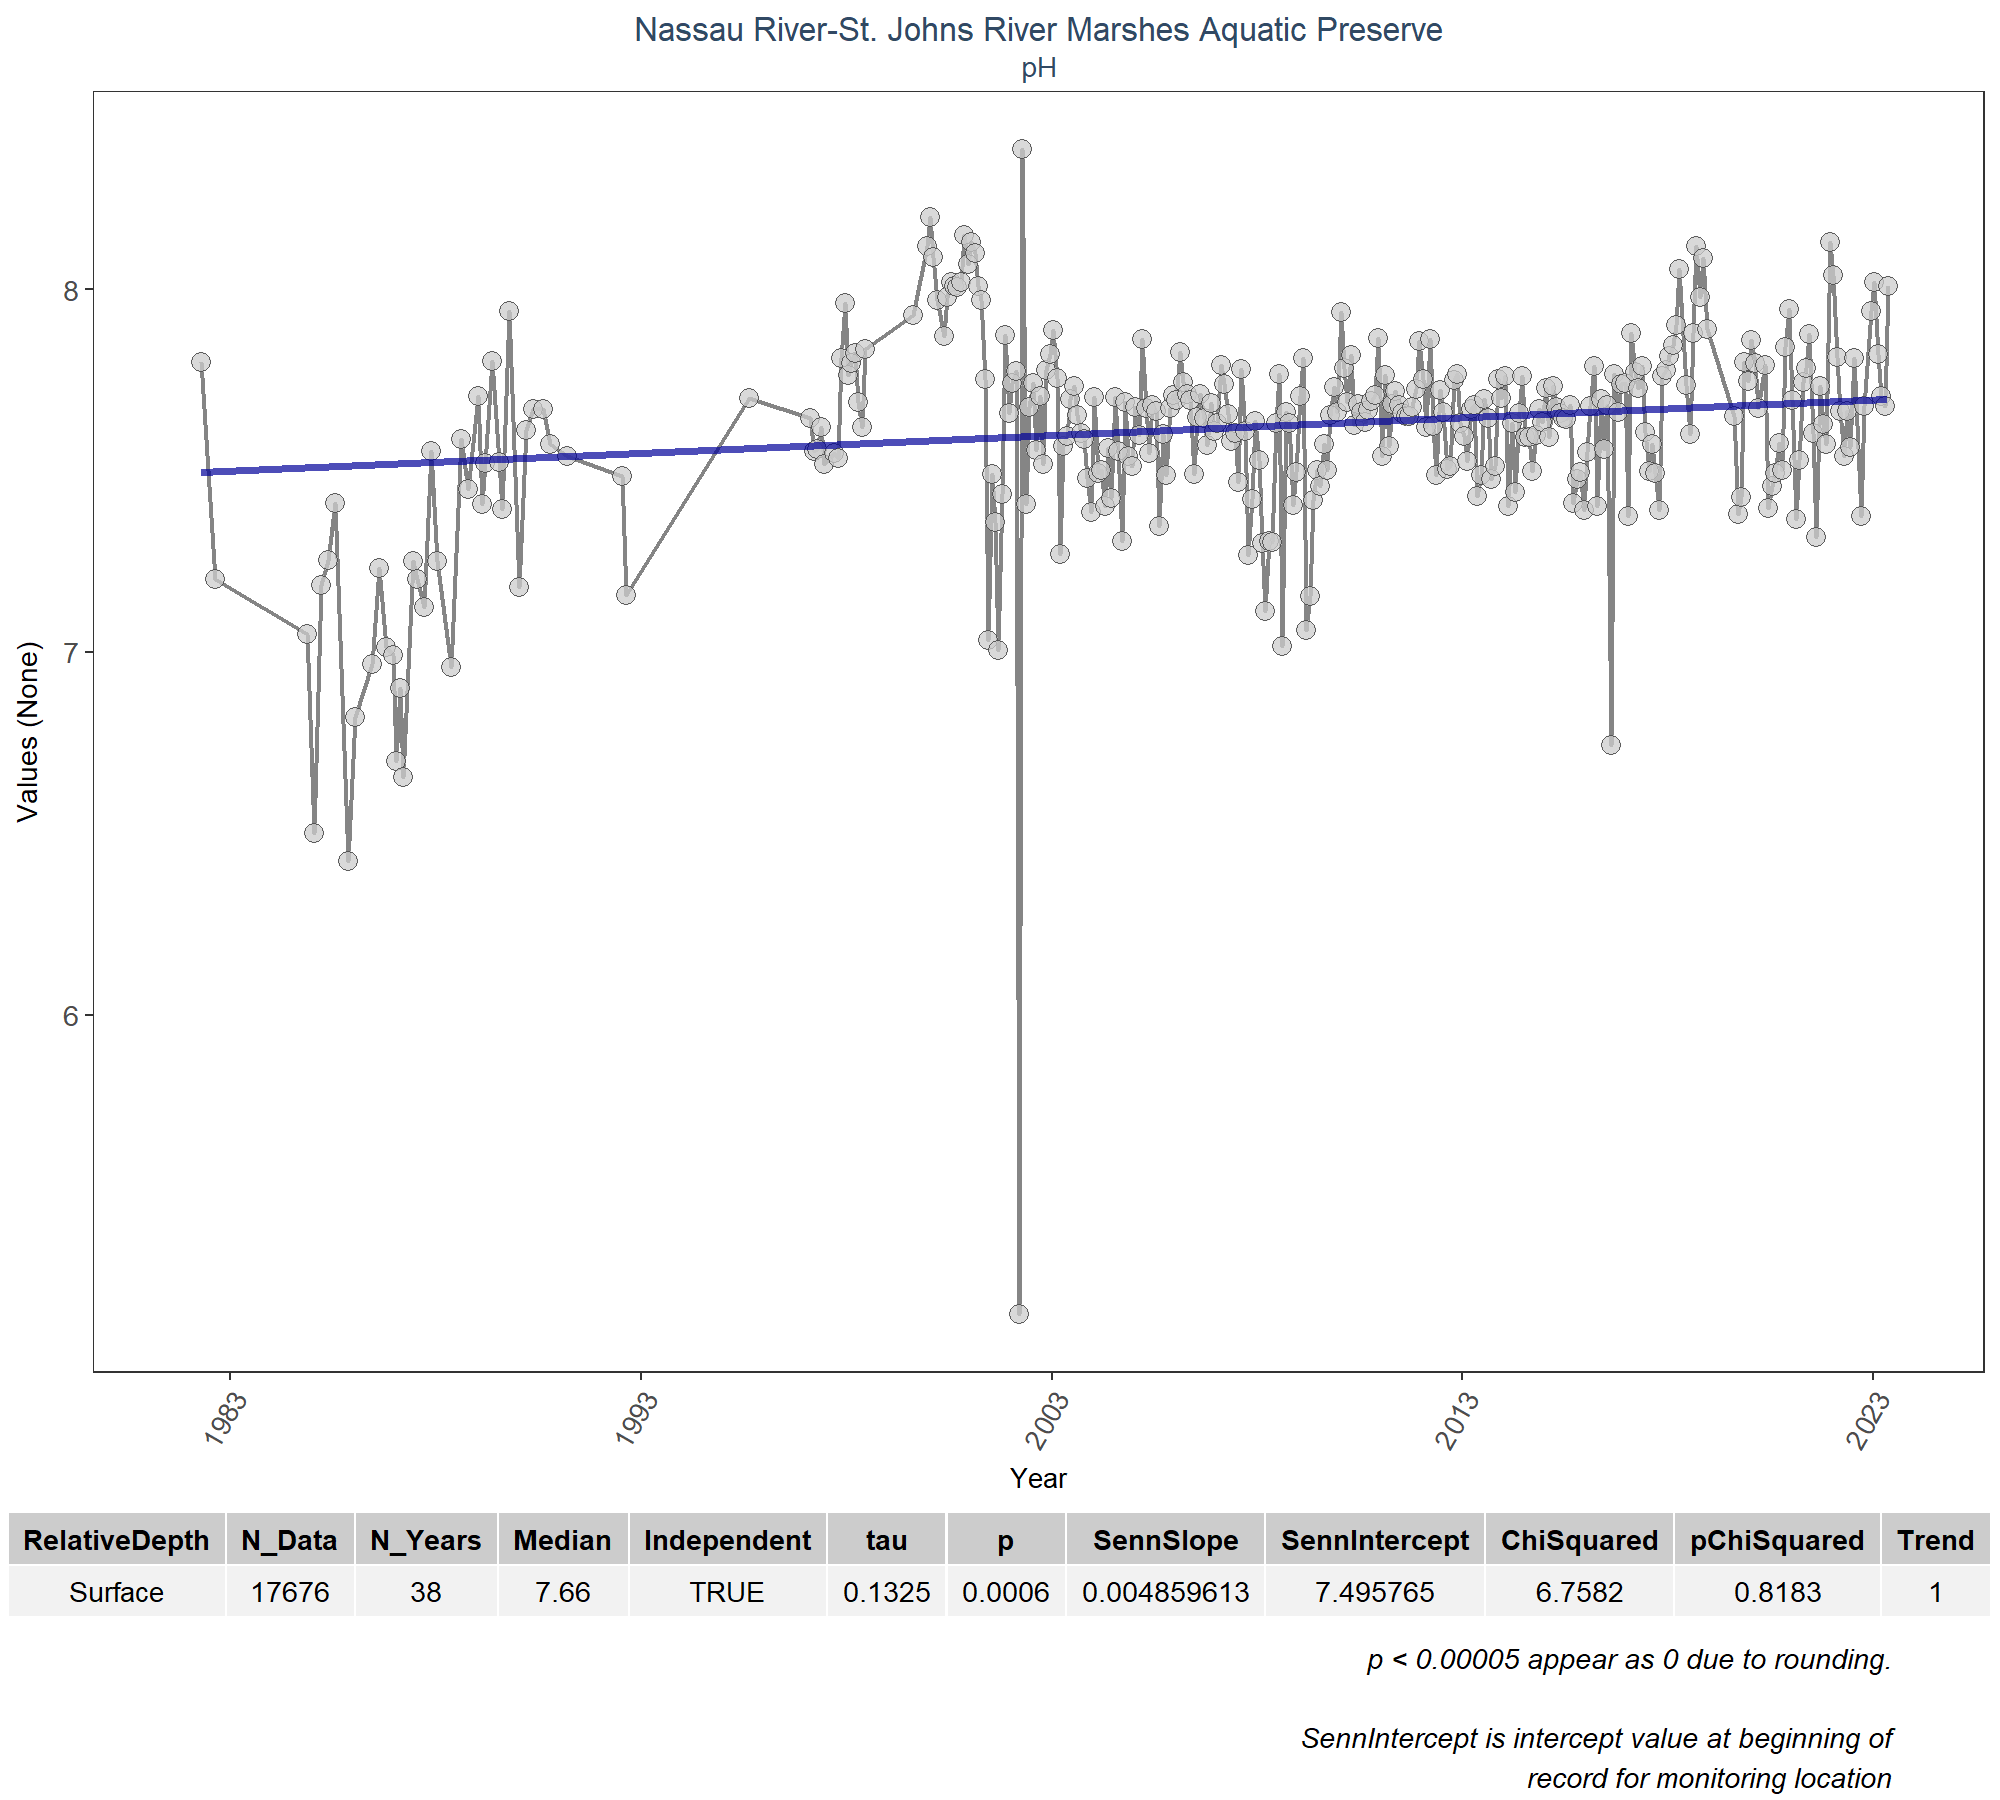 Nassau River-St. Johns River Marshes Aquatic Preserve
pH
Values (None)
8
7
6
1983
1993
2003
2013
2023
Year
RelativeDepth N_Data N_Years Median Independent tau p SennSlope SennIntercept ChiSquared pChiSquared Trend
Surface 17676 38 7.66 TRUE 0.1325 0.0006 0.004859613 7.495765 6.7582 0.8183 1
p < 0.00005 appear as 0 due to rounding.
SennIntercept is intercept value at beginning of
record for monitoring location